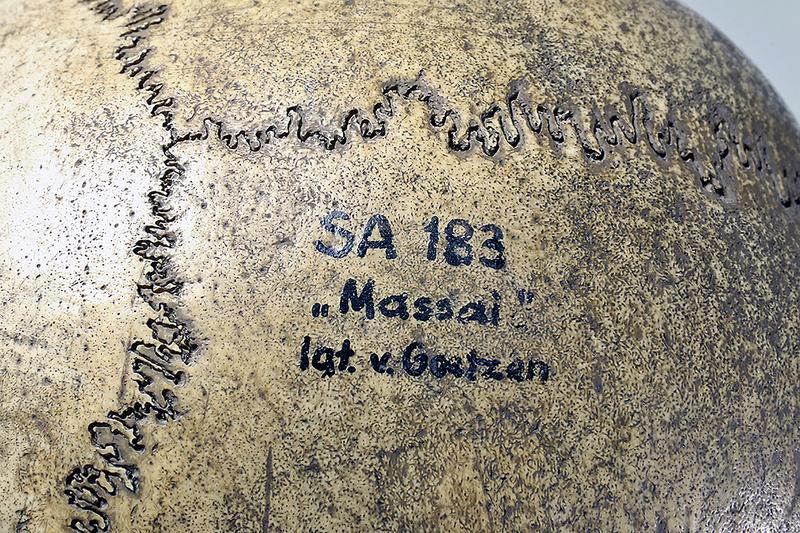 SA 183
„Massai"
lgt. v. Goetzen